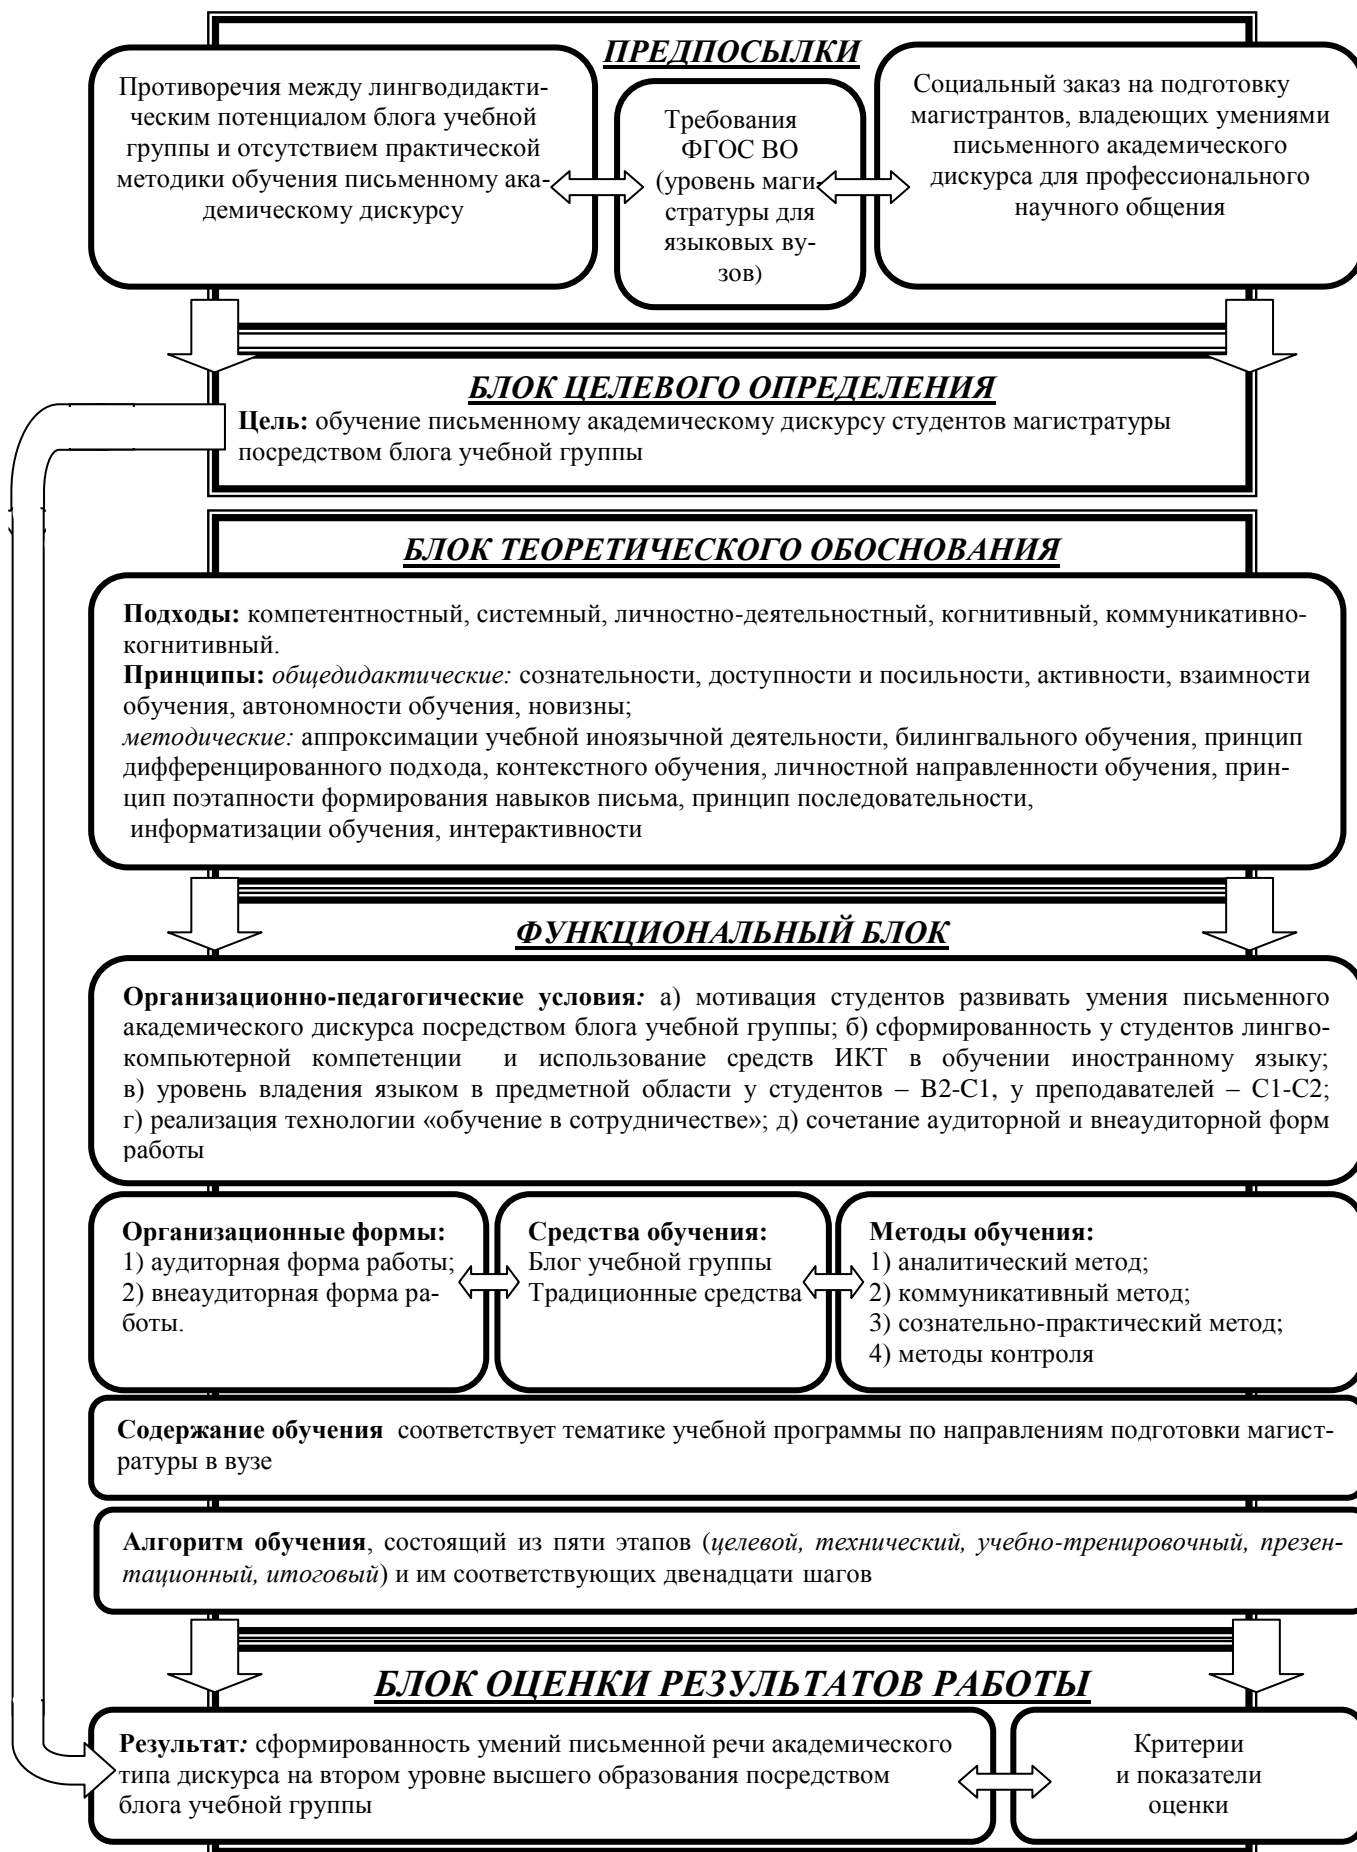 ПРЕДПОСЫЛКИ
Противоречия между лингводидакти-
ческим потенциалом блога учебной
группы и отсутствием практической
методики обучения письменному ака-
демическому дискурсу
Требования
ФГОС ВО
(уровень маги-
стратуры для
языковых ву-
зов)
Социальный заказ на подготовку
магистрантов, владеющих умениями
письменного академического
дискурса для профессионального
научного общения
БЛОК ЦЕЛЕВОГО ОПРЕДЕЛЕНИЯ
Цель: обучение письменному академическому дискурсу студентов магистратуры
посредством блога учебной группы
БЛОК ТЕОРЕТИЧЕСКОГО ОБОСНОВАНИЯ
Подходы: компетентностный, системный, личностно-деятельностный, когнитивный, коммуникативно-
когнитивный.
Принципы: общедидактические: сознательности, доступности и посильности, активности, взаимности
обучения, автономности обучения, новизны;
методические: аппроксимации учебной иноязычной деятельности, билингвального обучения, принцип
дифференцированного подхода, контекстного обучения, личностной направленности обучения, прин-
цип поэтапности формирования навыков письма, принцип последовательности,
информатизации обучения, интерактивности
ФУНКЦИОНАЛЬНЫЙ БЛОК
Организационно-педагогические условия: а) мотивация студентов развивать умения письменного
академического дискурса посредством блога учебной группы; б) сформированность у студентов лингво-
компьютерной компетенции и использование средств ИКТ в обучении иностранному языку;
в) уровень владения языком в предметной области у студентов – В2-С1, у преподавателей – С1-С2;
г) реализация технологии «обучение в сотрудничестве»; д) сочетание аудиторной и внеаудиторной форм
работы
Организационные формы:
1) аудиторная форма работы;
2) внеаудиторная форма ра-
боты.
Средства обучения:
Блог учебной группы
Традиционные средства
Методы обучения:
1) аналитический метод;
2) коммуникативный метод;
3) сознательно-практический метод;
4) методы контроля
Содержание обучения соответствует тематике учебной программы по направлениям подготовки магист-
ратуры в вузе
Алгоритм обучения, состоящий из пяти этапов (целевой, технический, учебно-тренировочный, презен-
тационный, итоговый) и им соответствующих двенадцати шагов
БЛОК ОЦЕНКИ РЕЗУЛЬТАТОВ РАБОТЫ
Результат: сформированность умений письменной речи академического
типа дискурса на втором уровне высшего образования посредством
блога учебной группы
Критерии
и показатели
оценки